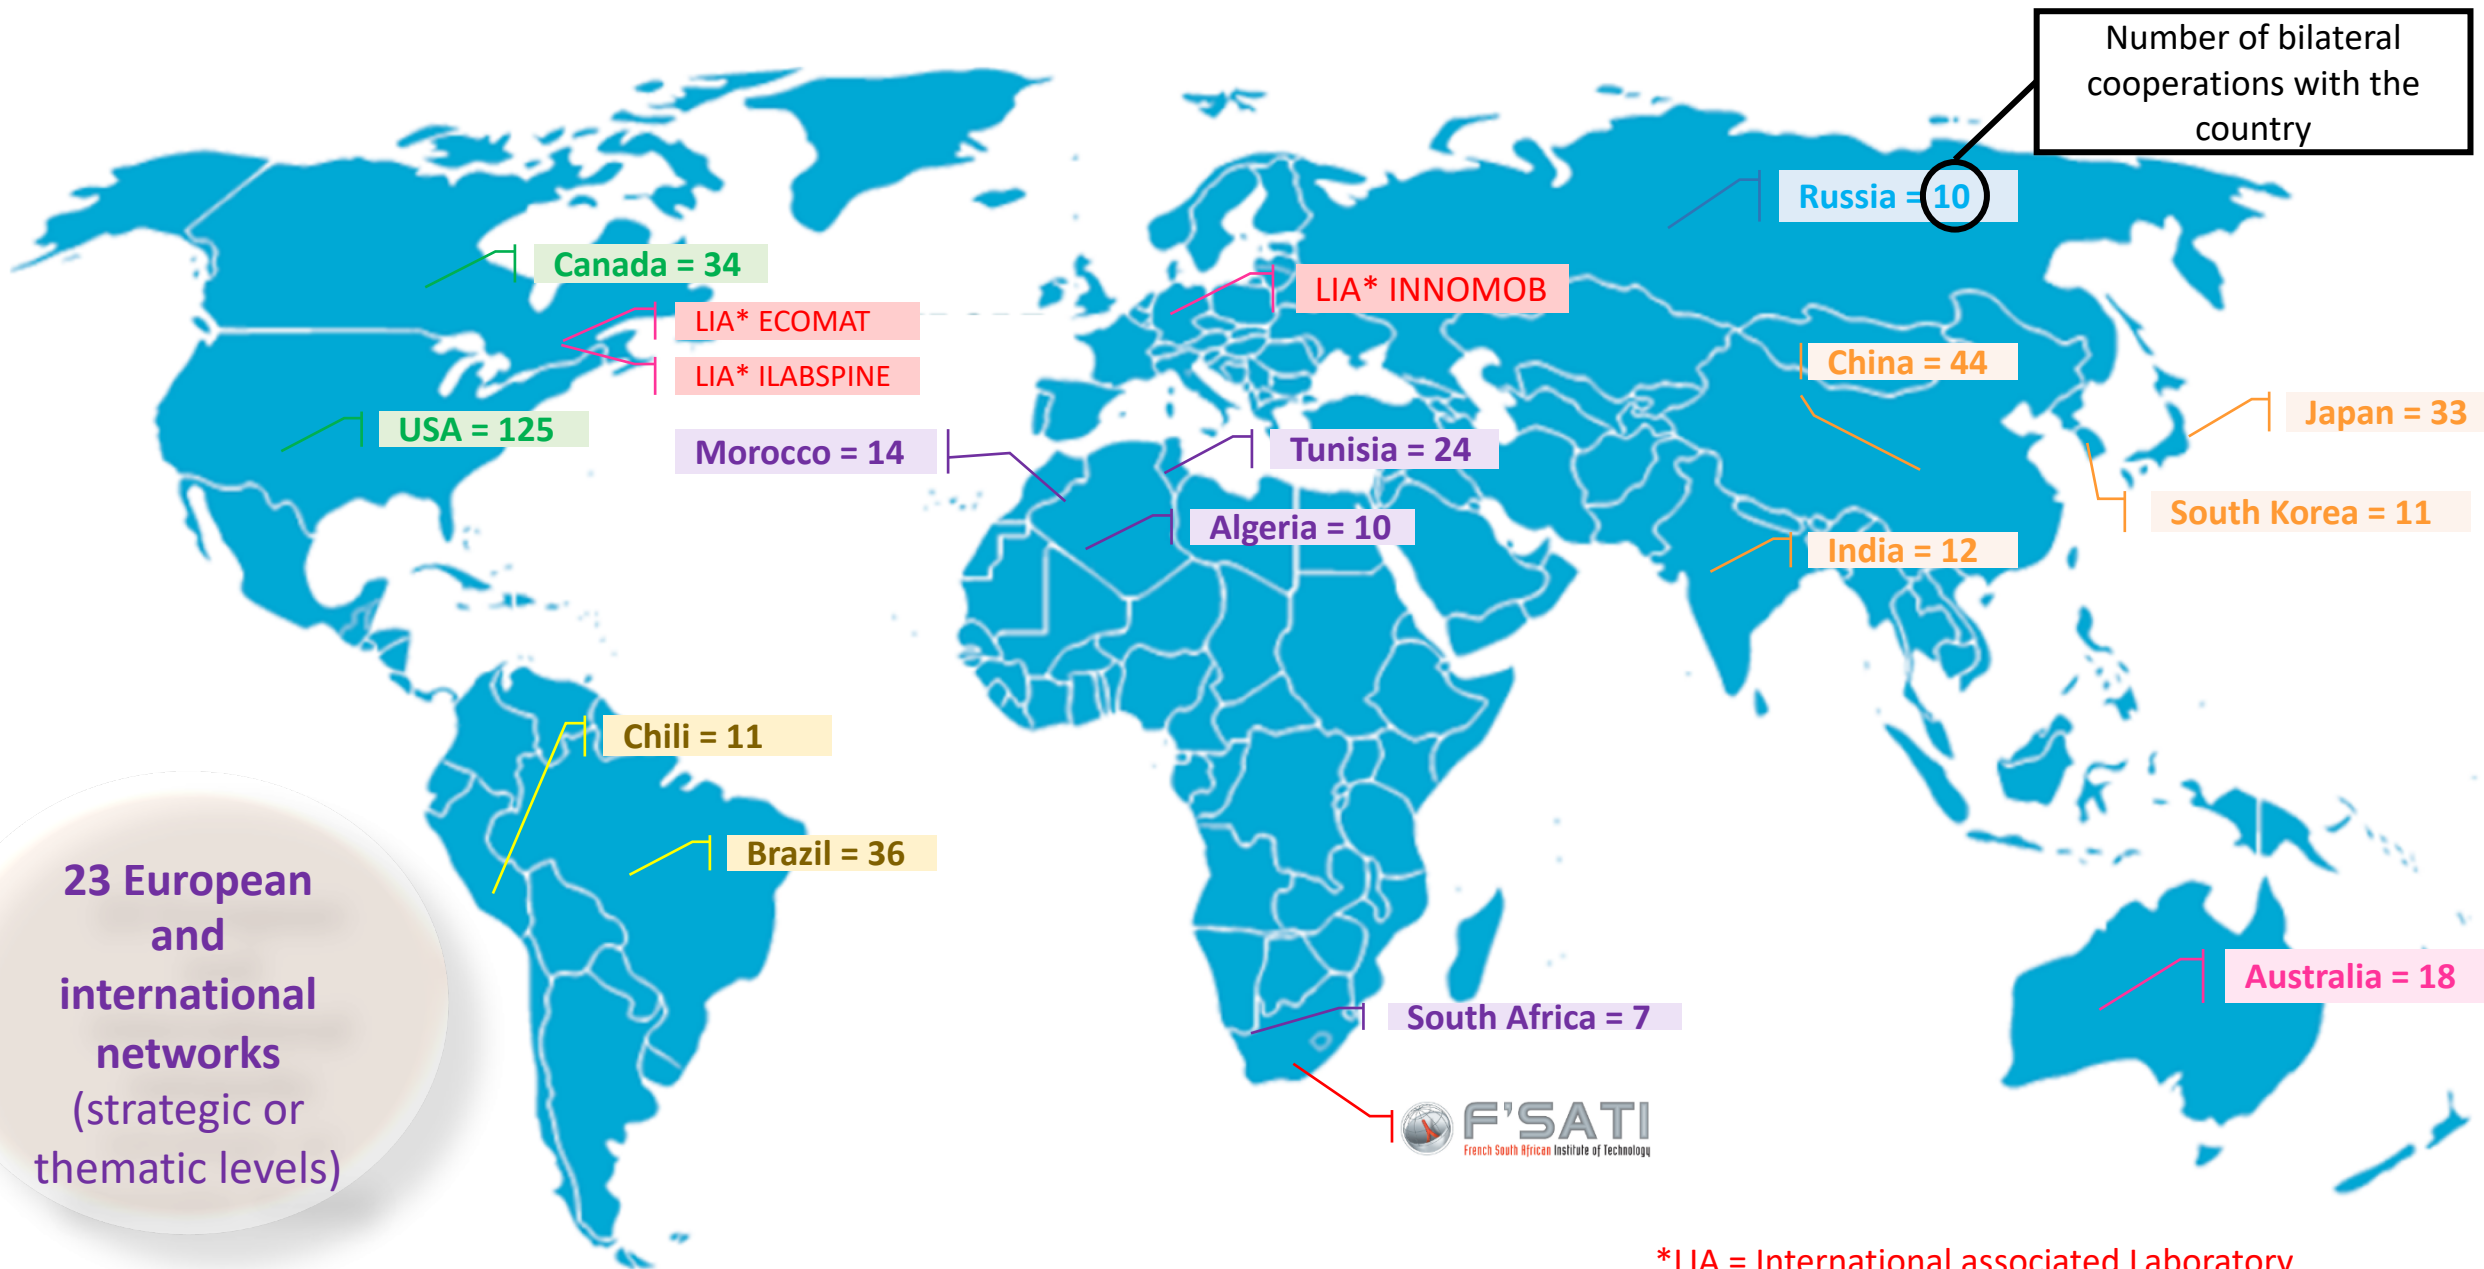 Number of bilateral
cooperations with the
country
Russia = 10
Canada = 34
LIA* INNOMOB
LIA* ECOMAT
LIA* ILABSPINE
China = 44
Japan = 33
USA = 125
Morocco = 14
Tunisia = 24
South Korea = 11
Algeria = 10
India = 12
Chili = 11
Brazil = 36
23 European
and
international
networks
(strategic or
thematic levels)
Australia = 18
South Africa = 7
F'SATI
French South African Institute of Technology
*LIA = International associated Laboratory